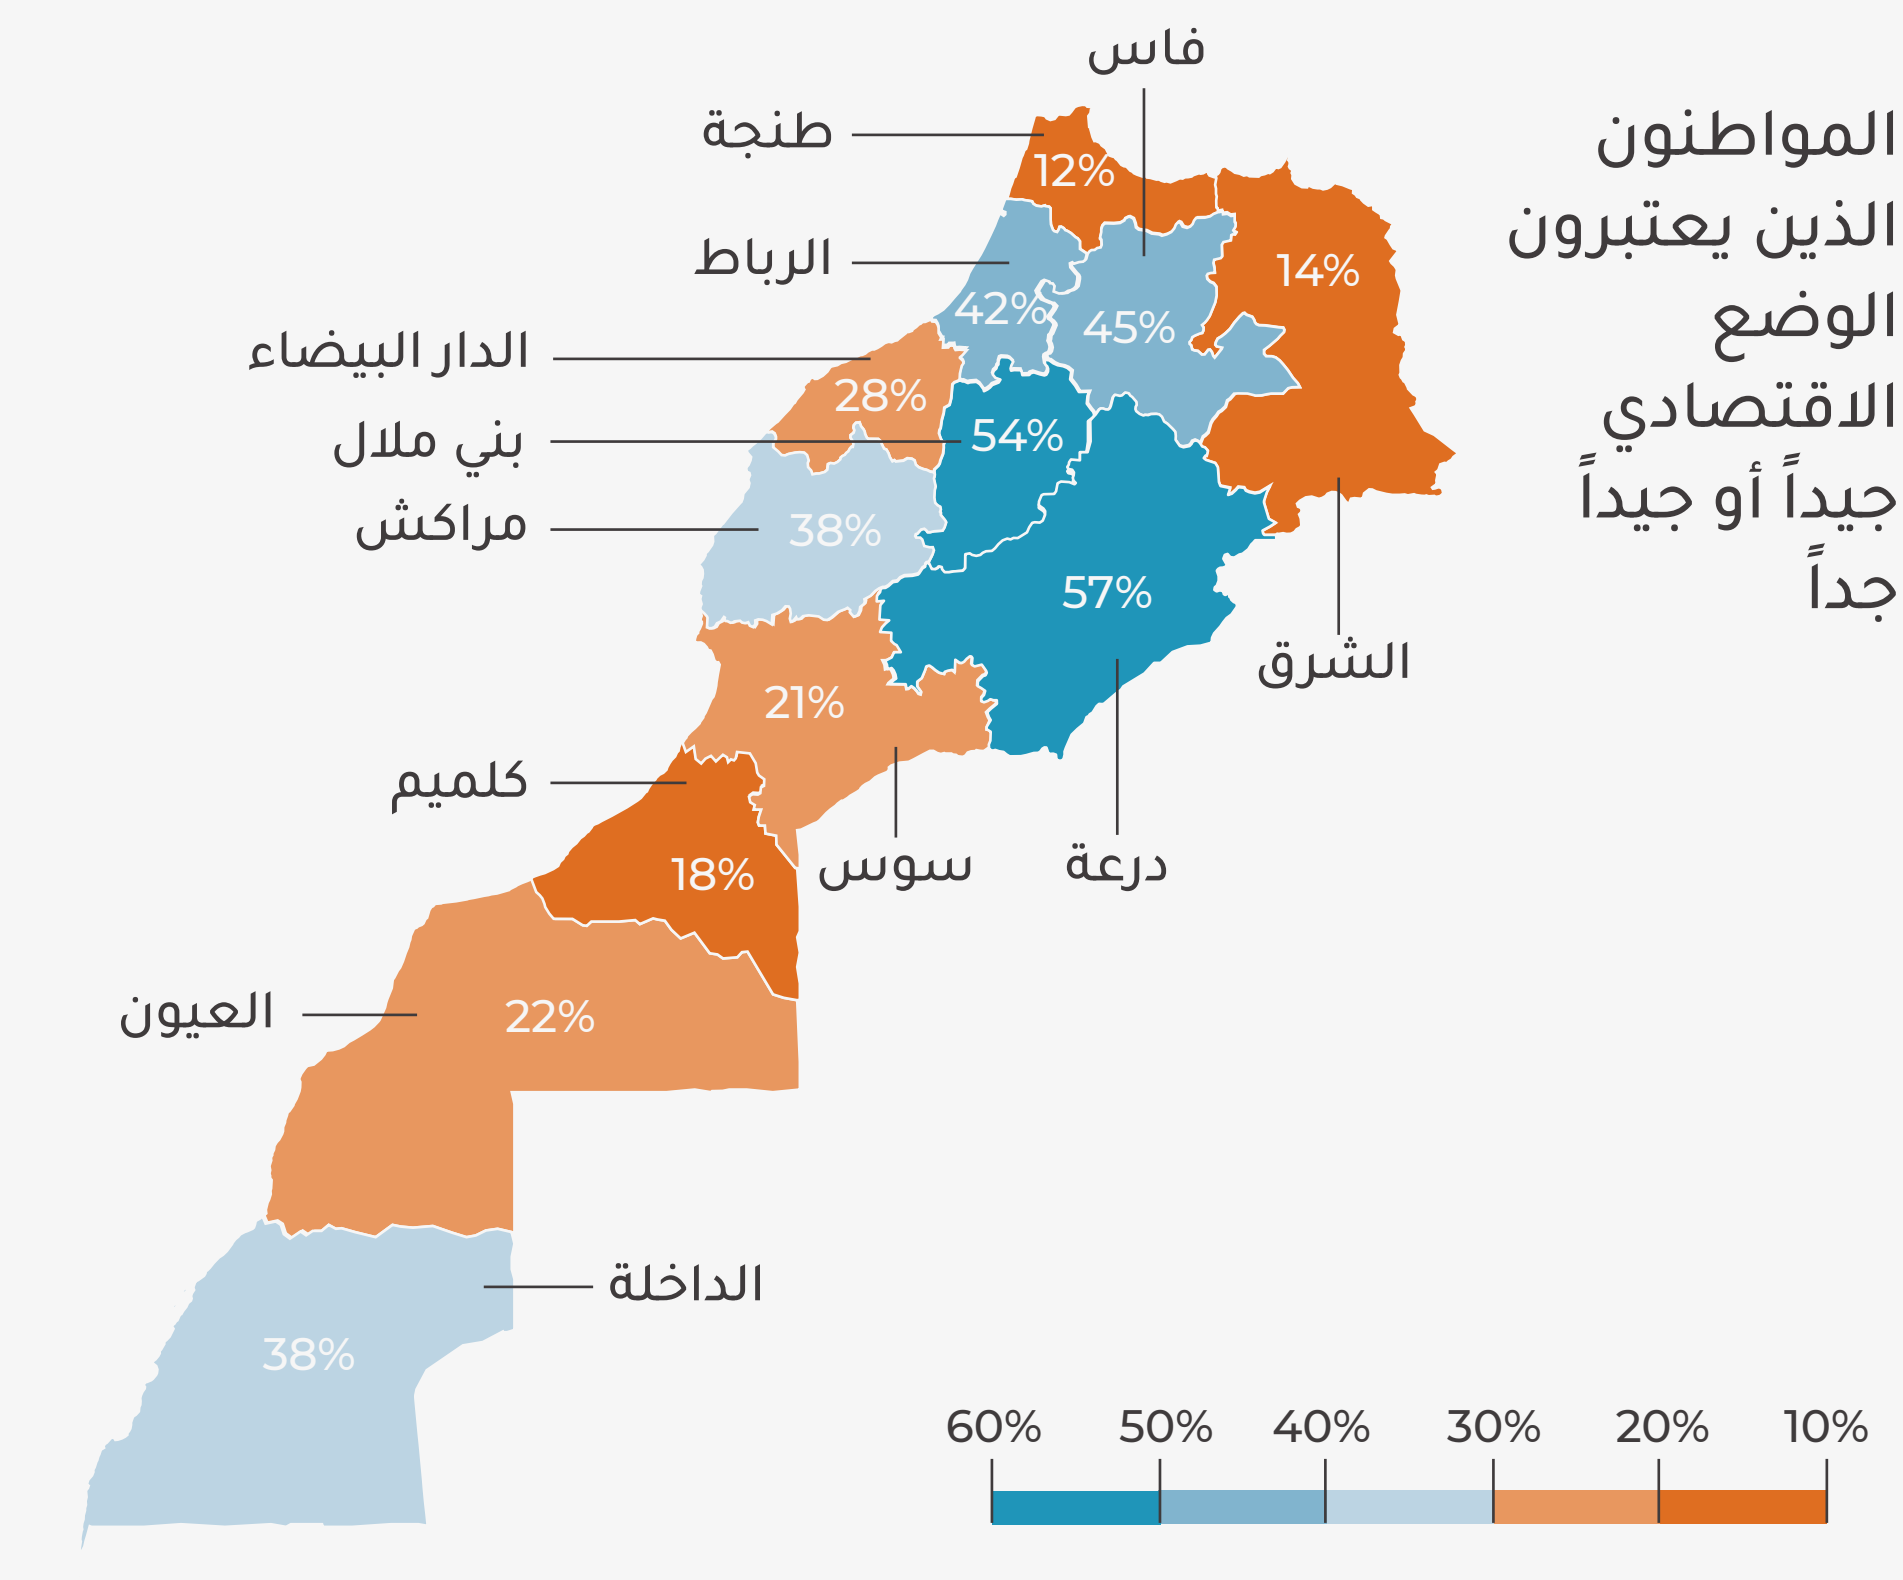 المواطنون
الذين يعتبرون
الوضع
الاقتصادي
جيداً أو جيداً
جداً
فاس
طنجة
12%
الرباط
14%
42%
45%
الدار البيضاء
28%
بني ملال
54%
مراكش
38%
57%
الشرق
21%
كلميم
سوس
درعة
18%
العيون
22%
الداخلة
38%
60% 50% 40% 30% 20% 10%